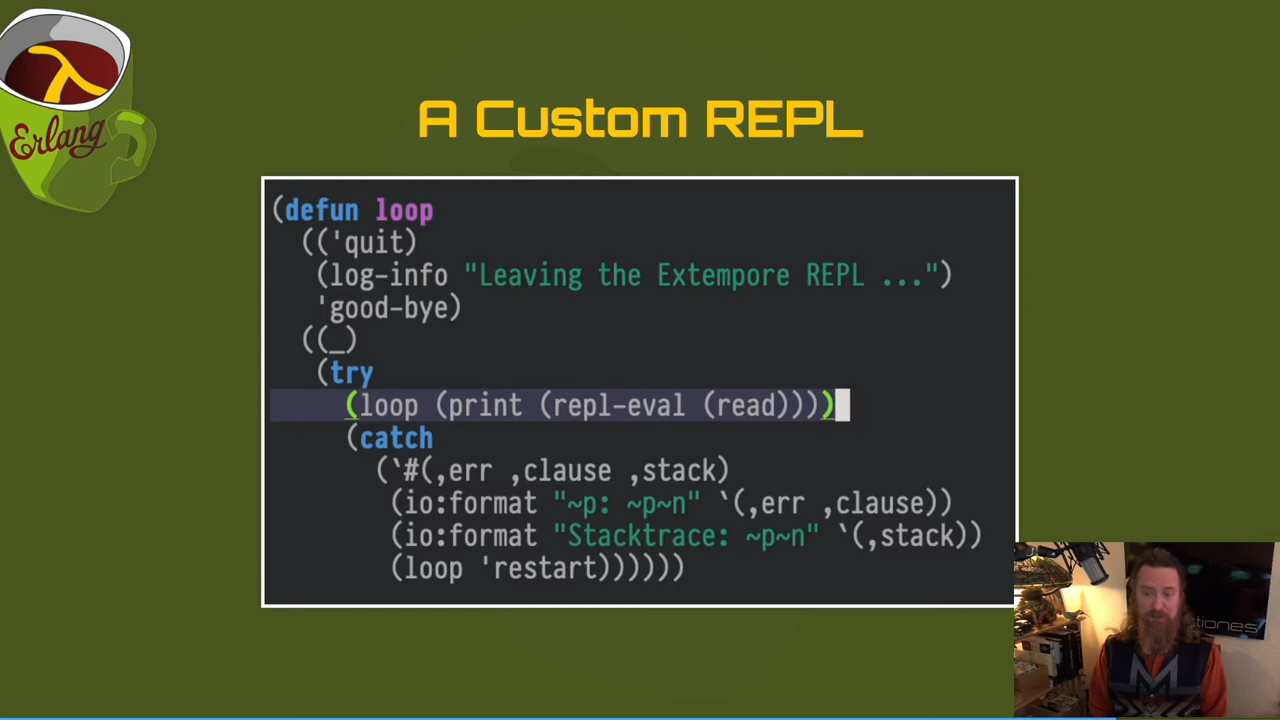 Erlang
A Custom REPL
(defun loop
  (('quit)
   (log-info "Leaving the Extempore REPL ...")
   'good-bye)
  ((_)
   (try
     (loop (print (repl-eval (read))))
     (catch
       (`#(,err ,clause ,stack)
        (io:format "~p: ~p~n" `(,err ,clause))
        (io:format "Stacktrace: ~p~n" `(,stack))
        (loop 'restart))))))